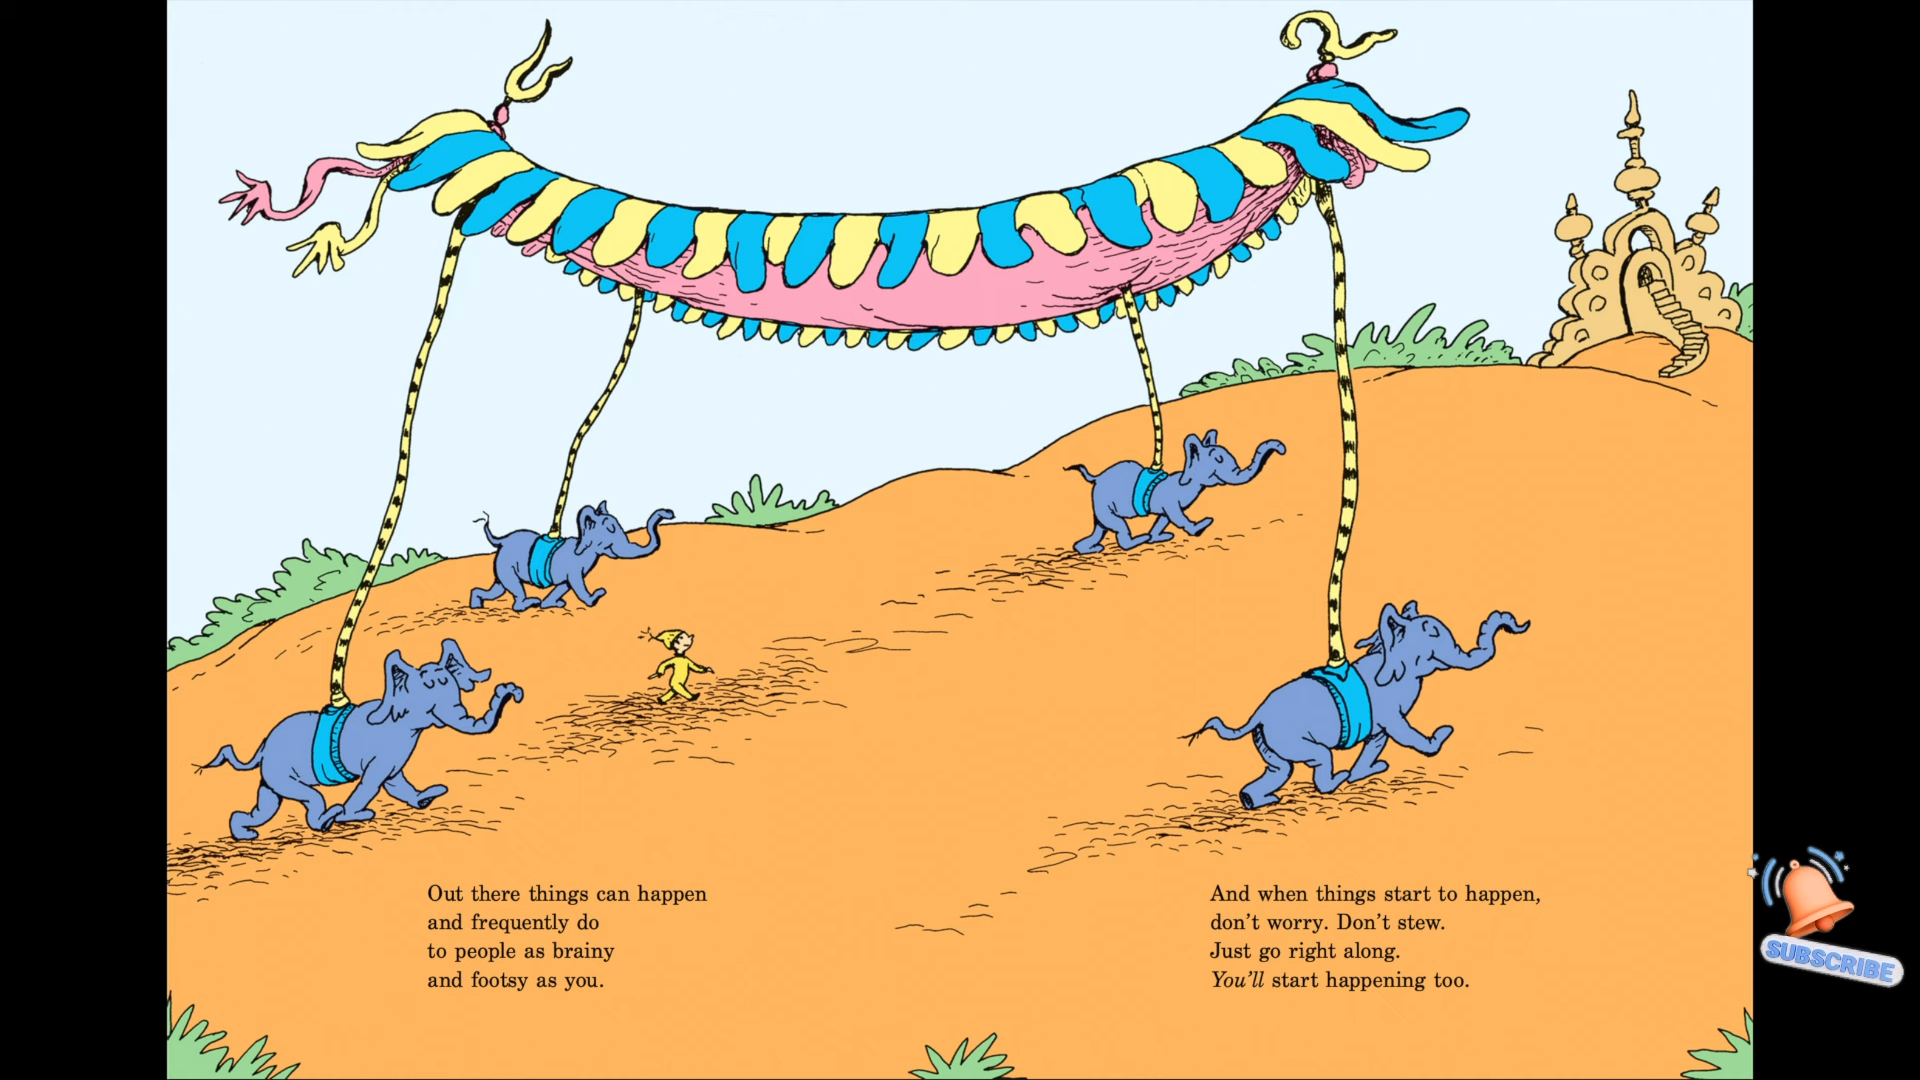 Out there things can happen
and frequently do
to people as brainy
and footsy as you.
And when things start to happen,
don't worry. Don't stew.
Just go right along.
You'll start happening too.
SUBSCRIBE